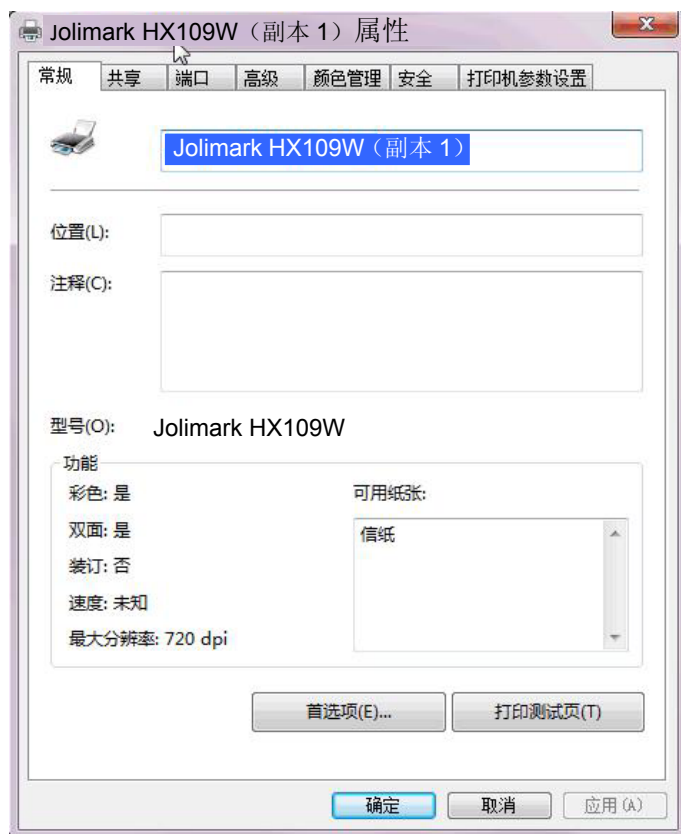 Jolimark HX109W（副本 1）属性
常规 共享 端口 高级 颜色管理 安全 打印机参数设置
Jolimark HX109W（副本 1）
位置(L):
注释(C):
型号(O): Jolimark HX109W
功能
彩色: 是 可用纸张:
双面: 是 信纸
装订: 否
速度: 未知
最大分辨率: 720 dpi
首选项(E)... 打印测试页(T)
确定 取消 应用(A)